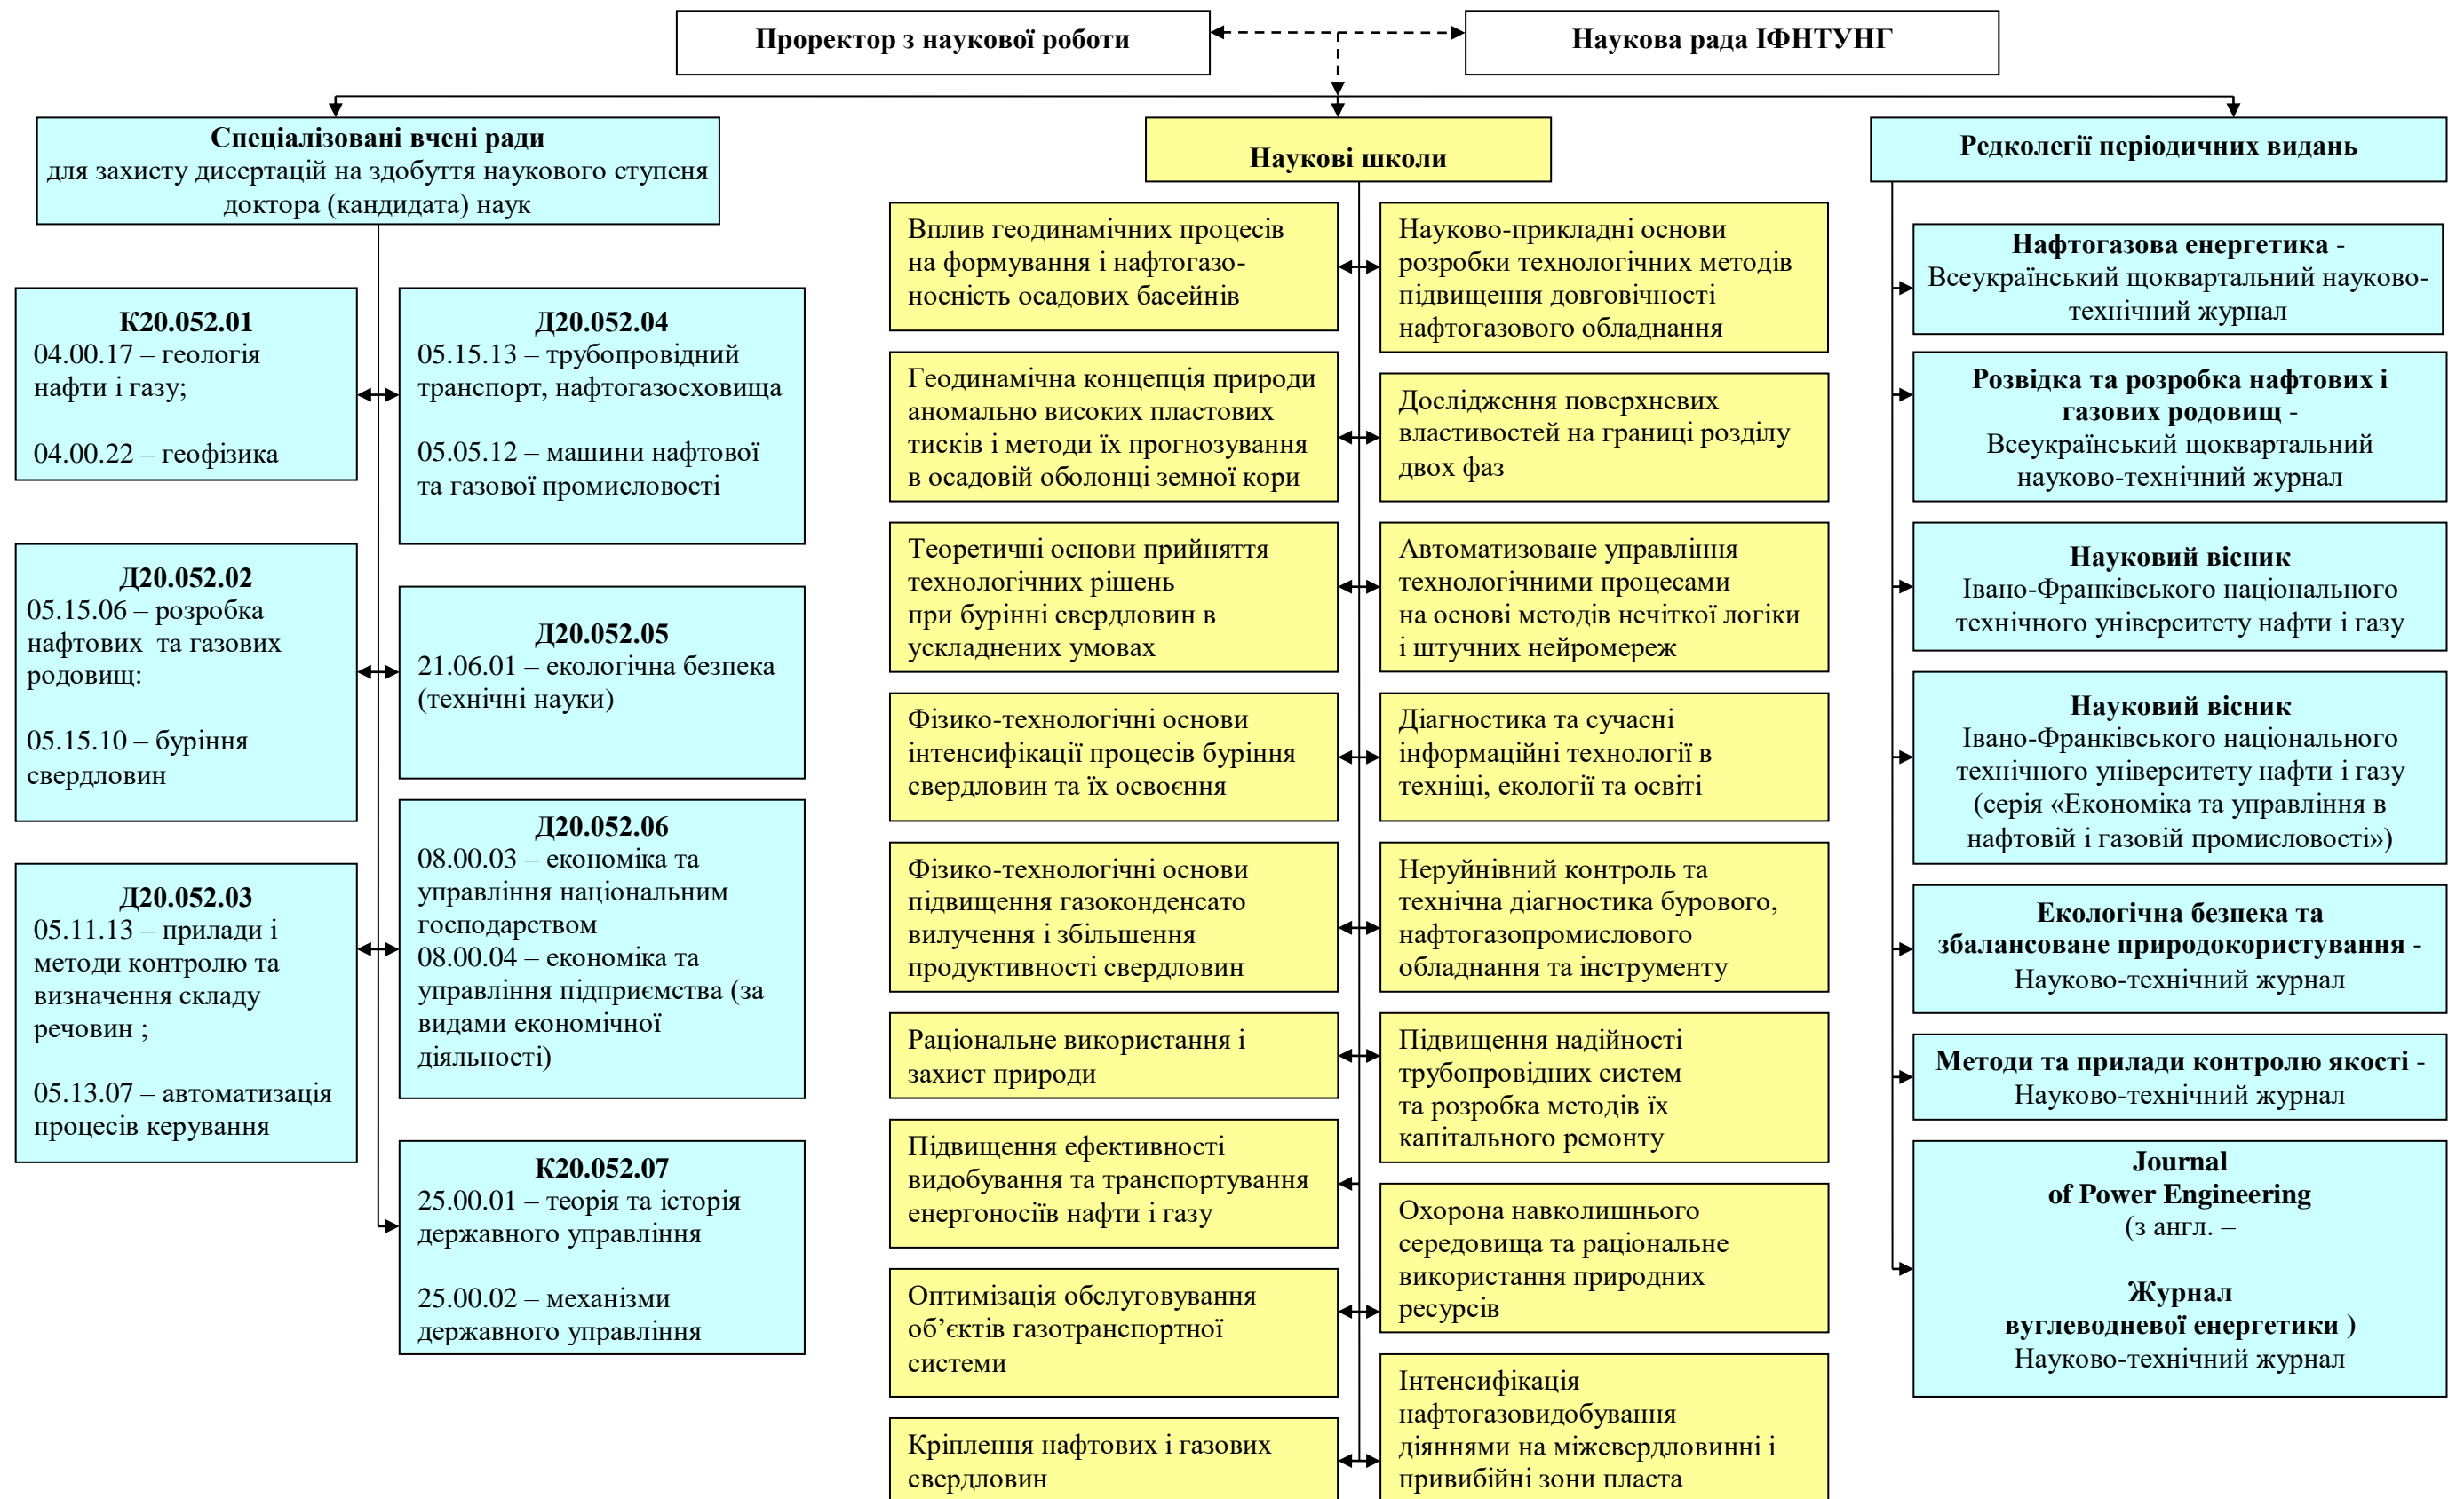 Проректор з наукової роботи
Наукова рада ІФНТУНГ
Спеціалізовані вчені ради
для захисту дисертацій на здобуття наукового ступеня
доктора (кандидата) наук
К20.052.01
04.00.17 – геологія
нафти і газу;
04.00.22 – геофізика
Д20.052.02
05.15.06 – розробка
нафтових та газових
родовищ:
05.15.10 – буріння
свердловин
Д20.052.03
05.11.13 – прилади і
методи контролю та
визначення складу
речовин ;
05.13.07 – автоматизація
процесів керування
Д20.052.04
05.15.13 – трубопровідний
транспорт, нафтогазосховища
05.05.12 – машини нафтової
та газової промисловості
Д20.052.05
21.06.01 – екологічна безпека
(технічні науки)
Д20.052.06
08.00.03 – економіка та
управління національним
господарством
08.00.04 – економіка та
управління підприємства (за
видами економічної
діяльності)
К20.052.07
25.00.01 – теорія та історія
державного управління
25.00.02 – механізми
державного управління
Наукові школи
Вплив геодинамічних процесів
на формування і нафтогазо-
носність осадових басейнів
Геодинамічна концепція природи
аномально високих пластових
тисків і методи їх прогнозування
в осадовій оболонці земної кори
Теоретичні основи прийняття
технологічних рішень
при бурінні свердловин в
ускладнених умовах
Фізико-технологічні основи
інтенсифікації процесів буріння
свердловин та їх освоєння
Фізико-технологічні основи
підвищення газоконденсато
вилучення і збільшення
продуктивності свердловин
Раціональне використання і
захист природи
Підвищення ефективності
видобування та транспортування
енергоносіїв нафти і газу
Оптимізація обслуговування
об’єктів газотранспортної
системи
Кріплення нафтових і газових
свердловин
Науково-прикладні основи
розробки технологічних методів
підвищення довговічності
нафтогазового обладнання
Дослідження поверхневих
властивостей на границі розділу
двох фаз
Автоматизоване управління
технологічними процесами
на основі методів нечіткої логіки
і штучних нейромереж
Діагностика та сучасні
інформаційні технології в
техніці, екології та освіті
Неруйнівний контроль та
технічна діагностика бурового,
нафтогазопромислового
обладнання та інструменту
Підвищення надійності
трубопровідних систем
та розробка методів їх
капітального ремонту
Охорона навколишнього
середовища та раціональне
використання природних
ресурсів
Інтенсифікація
нафтогазовидобування
діяннями на міжсвердловинні і
привибійні зони пласта
Редколегії періодичних видань
Нафтогазова енергетика -
Всеукраїнський щоквартальний науково-
технічний журнал
Розвідка та розробка нафтових і
газових родовищ -
Всеукраїнський щоквартальний
науково-технічний журнал
Науковий вісник
Івано-Франківського національного
технічного університету нафти і газу
Науковий вісник
Івано-Франківського національного
технічного університету нафти і газу
(серія «Економіка та управління в
нафтовій і газовій промисловості»)
Екологічна безпека та
збалансоване природокористування -
Науково-технічний журнал
Методи та прилади контролю якості -
Науково-технічний журнал
Journal
of Power Engineering
(з англ. –
Журнал
вуглеводневої енергетики )
Науково-технічний журнал